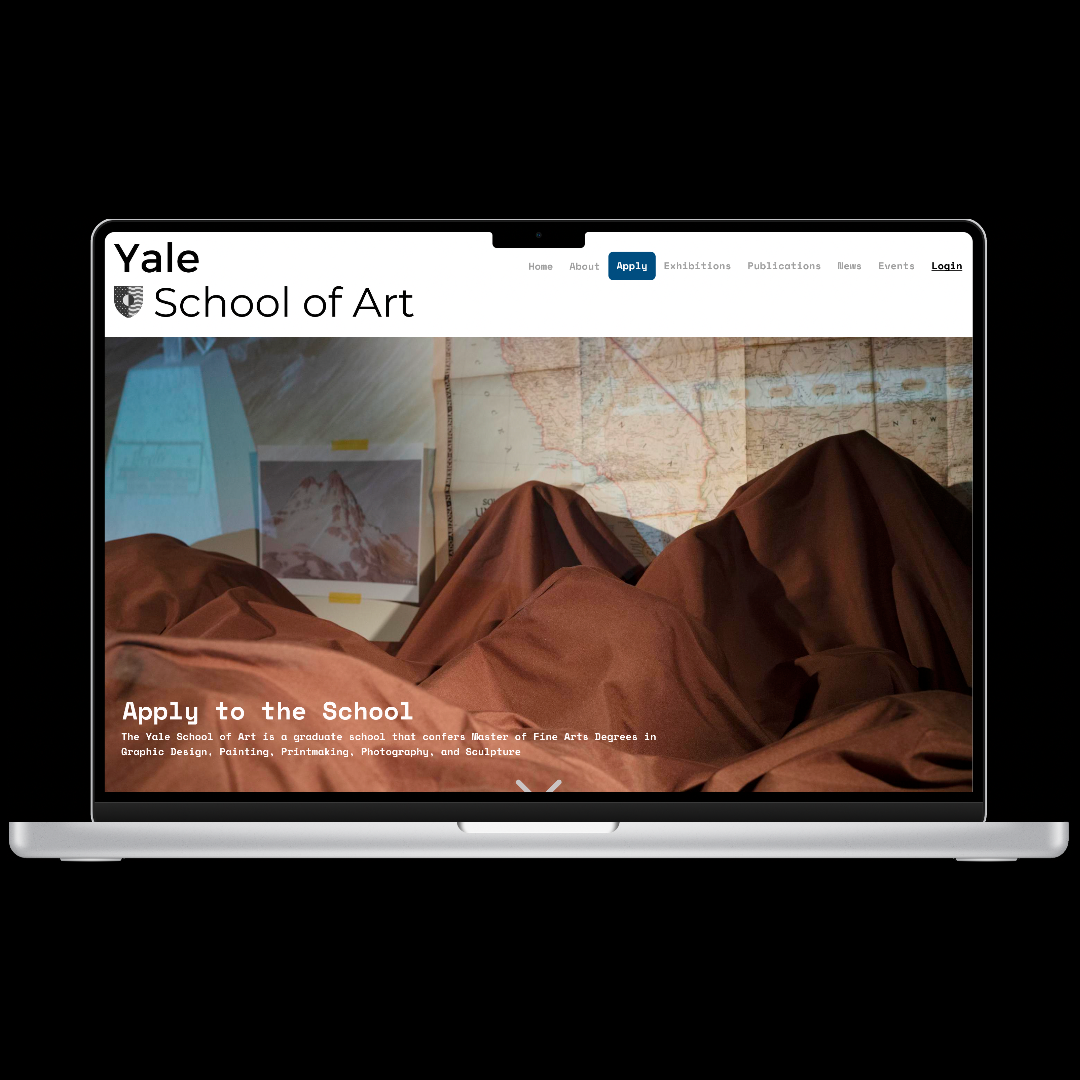 Yale
School of Art
Home About Apply Exhibitions Publications News Events Login
NEW
Apply to the School
The Yale School of Art is a graduate school that confers Master of Fine Arts Degrees in
Graphic Design, Painting, Printmaking, Photography, and Sculpture